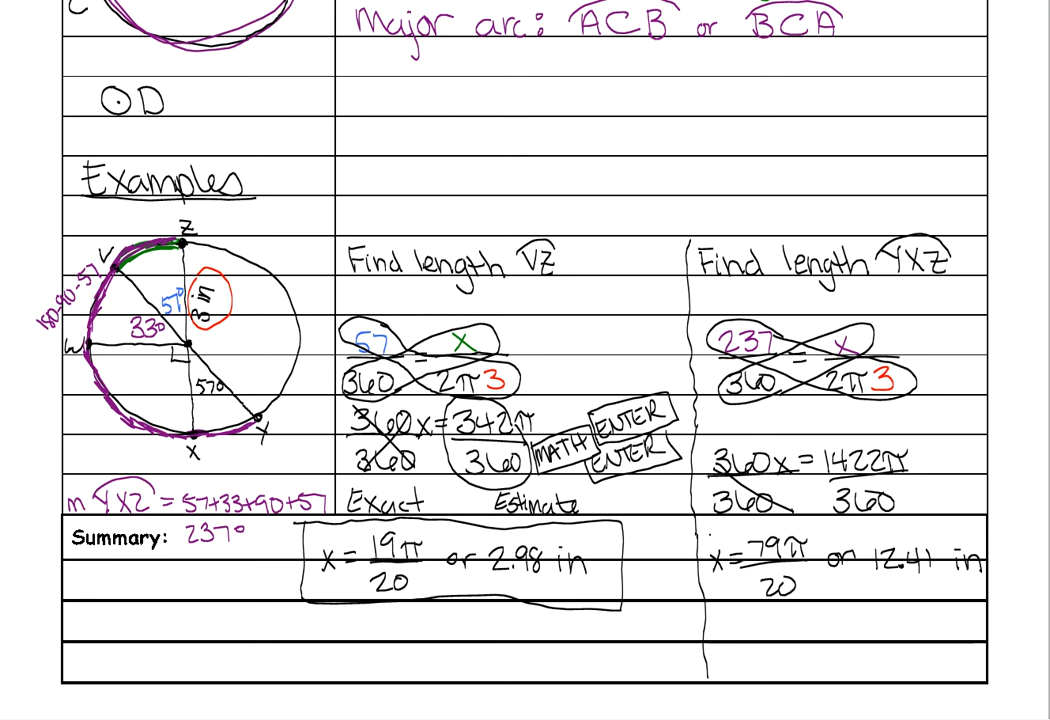 C
Major arc: ACB or BCA
⊙D
Examples
Z
V
180-90-57
57°
3 in
33°
W
57°
Y
X
m YXZ = 57+33+90+57
Find length VZ
57 = X
360 2π3
360x = 342π
360 360
MATH ENTER
ENTER
Exact Estimate
Find length YXZ
237 = X
360 2π3
360x = 1422π
360 360
Summary: 237°
x = 19π or 2.98 in
20
x = 79π or 12.41 in
20